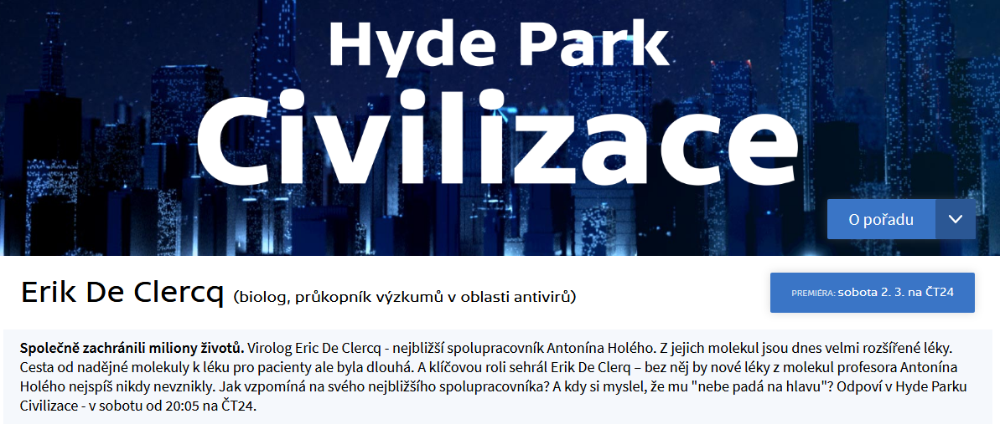 Hyde Park
Civilizace
O pořadu
Erik De Clercq (biolog, průkopník výzkumů v oblasti antivirů)
PREMIÉRA: sobota 2. 3. na ČT24
Společně zachránili miliony životů. Virolog Eric De Clercq - nejbližší spolupracovník Antonína Holého. Z jejich molekul jsou dnes velmi rozšířené léky.
Cesta od nadějné molekuly k léku pro pacienty ale byla dlouhá. A klíčovou roli sehrál Erik De Clerq – bez něj by nové léky z molekul profesora Antonína
Holého nejspíš nikdy nevznikly. Jak vzpomíná na svého nejbližšího spolupracovníka? A kdy si myslel, že mu "nebe padá na hlavu"? Odpoví v Hyde Parku
Civilizace - v sobotu od 20:05 na ČT24.